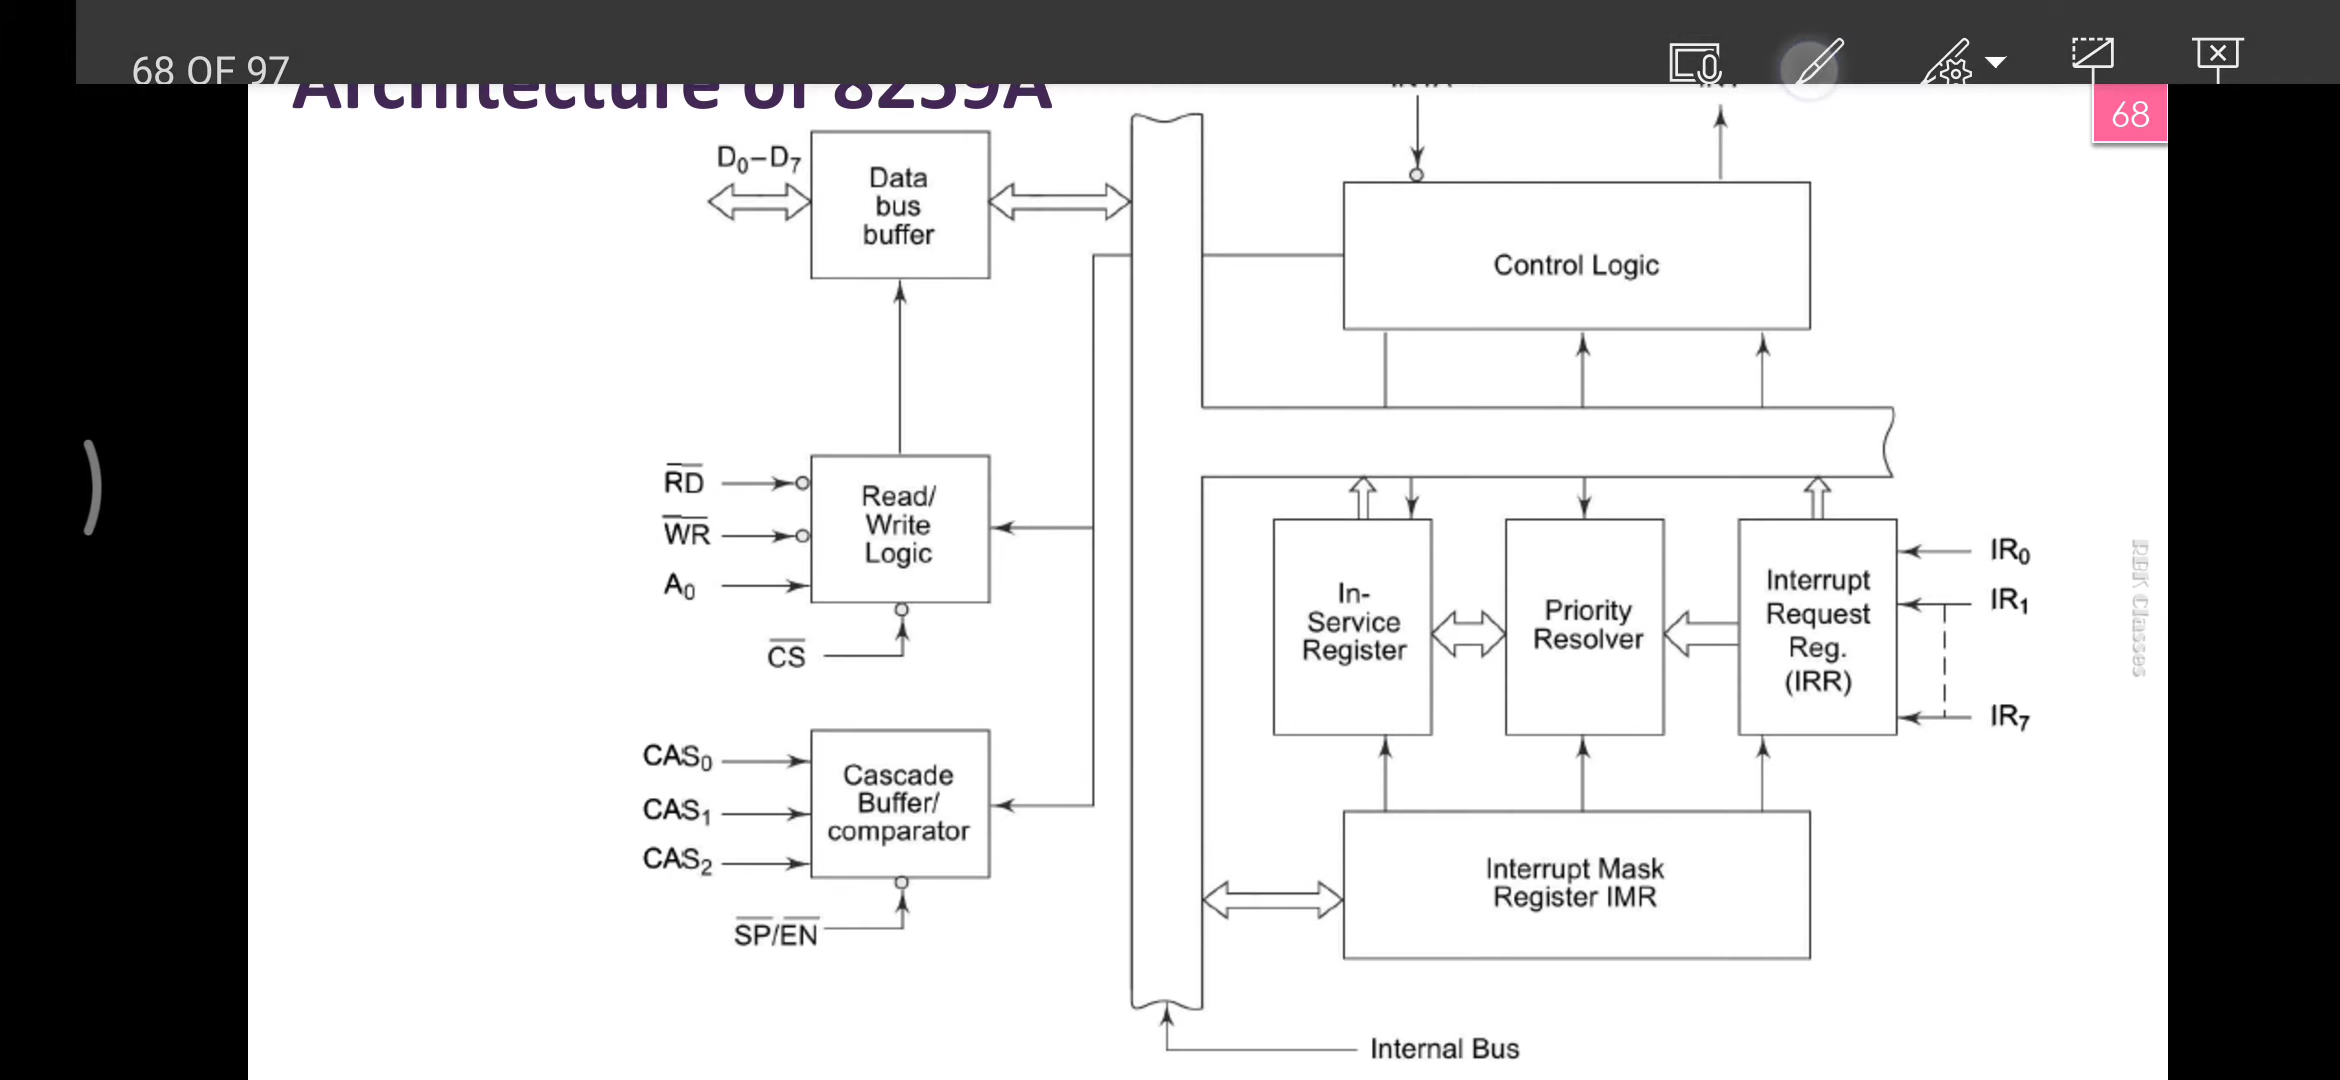 68 OF 97
Architecture of 8259A
68
D0-D7
Data
bus
buffer
Control Logic
RD
WR
A0
CS
Read/
Write
Logic
In-
Service
Register
Priority
Resolver
Interrupt
Request
Reg.
(IRR)
IR0
IR1
IR7
CAS0
CAS1
CAS2
Cascade
Buffer/
comparator
SP/EN
Interrupt Mask
Register IMR
Internal Bus
RBK Classes